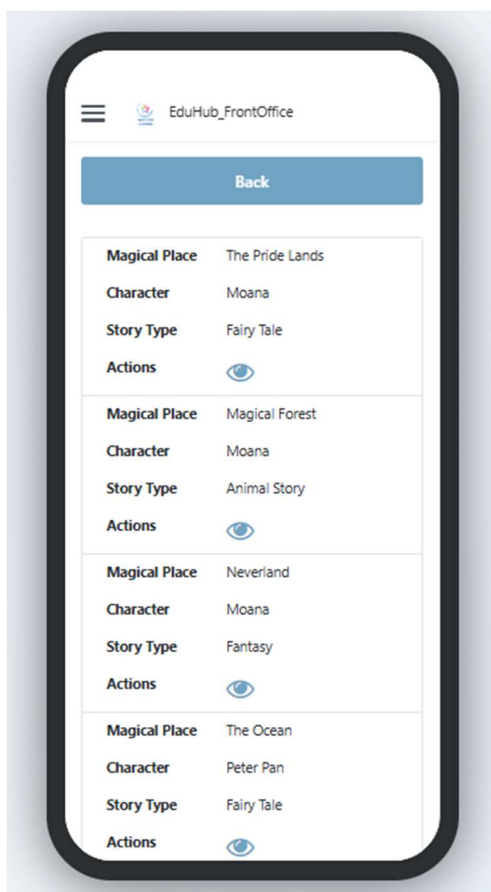 EduHub_FrontOffice
Back
Magical Place The Pride Lands
Character Moana
Story Type Fairy Tale
Actions
Magical Place Magical Forest
Character Moana
Story Type Animal Story
Actions
Magical Place Neverland
Character Moana
Story Type Fantasy
Actions
Magical Place The Ocean
Character Peter Pan
Story Type Fairy Tale
Actions